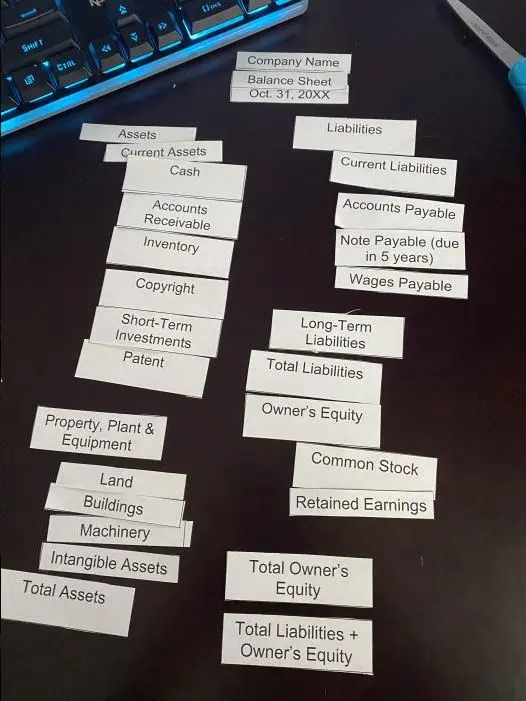 SHIFT
CTRL
Company Name
Balance Sheet
Oct. 31, 20XX
Assets
Current Assets
Cash
Accounts
Receivable
Inventory
Copyright
Short-Term
Investments
Patent
Property, Plant &
Equipment
Land
Buildings
Machinery
Intangible Assets
Total Assets
Liabilities
Current Liabilities
Accounts Payable
Note Payable (due
in 5 years)
Wages Payable
Long-Term
Liabilities
Total Liabilities
Owner's Equity
Common Stock
Retained Earnings
Total Owner's
Equity
Total Liabilities +
Owner's Equity